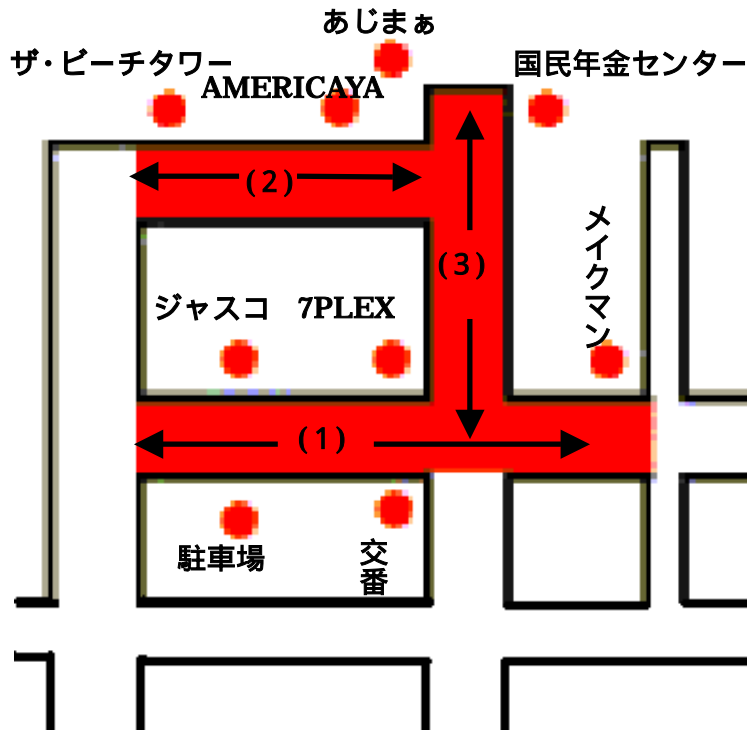 あじまぁ
ザ・ビーチタワー
国民年金センター
AMERICAYA
(2)
(3)
メイクマン
ジャスコ 7PLEX
(1)
駐車場
交番